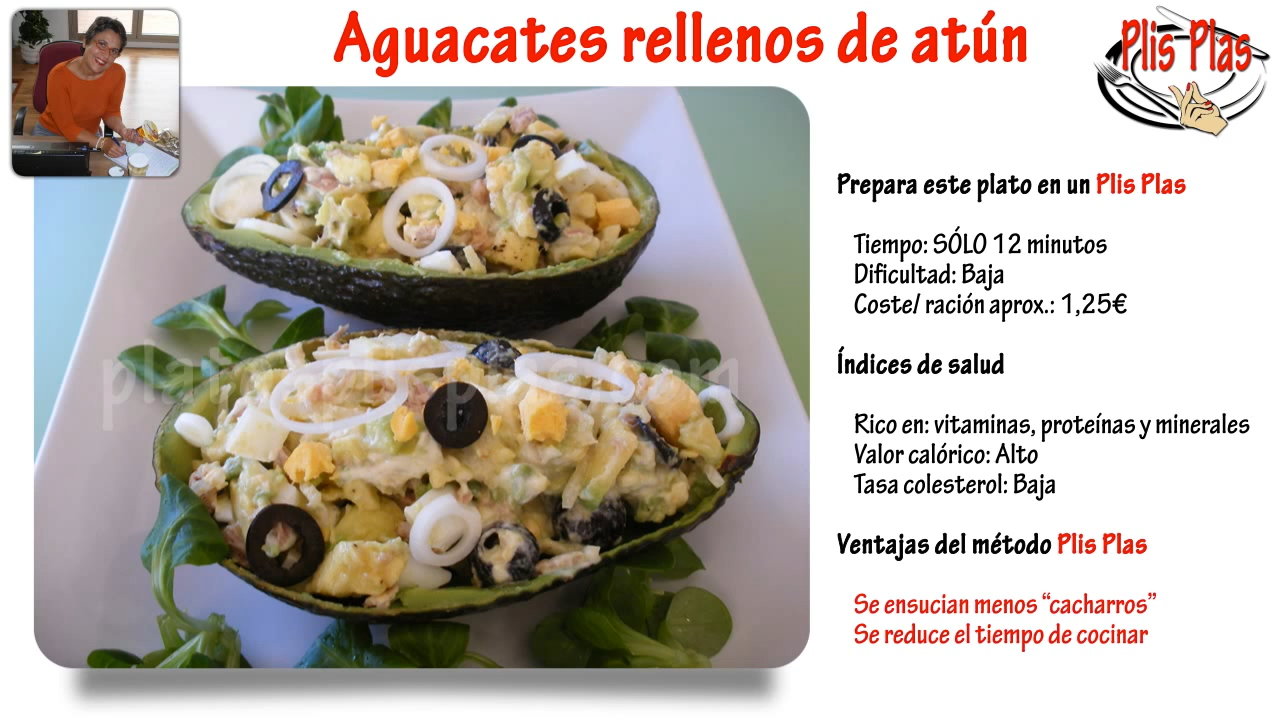 Aguacates rellenos de atún
Plis Plas
Prepara este plato en un Plis Plas
Tiempo: SÓLO 12 minutos
Dificultad: Baja
Coste/ ración aprox.: 1,25€
Índices de salud
Rico en: vitaminas, proteínas y minerales
Valor calórico: Alto
Tasa colesterol: Baja
Ventajas del método Plis Plas
Se ensucian menos “cacharros”
Se reduce el tiempo de cocinar